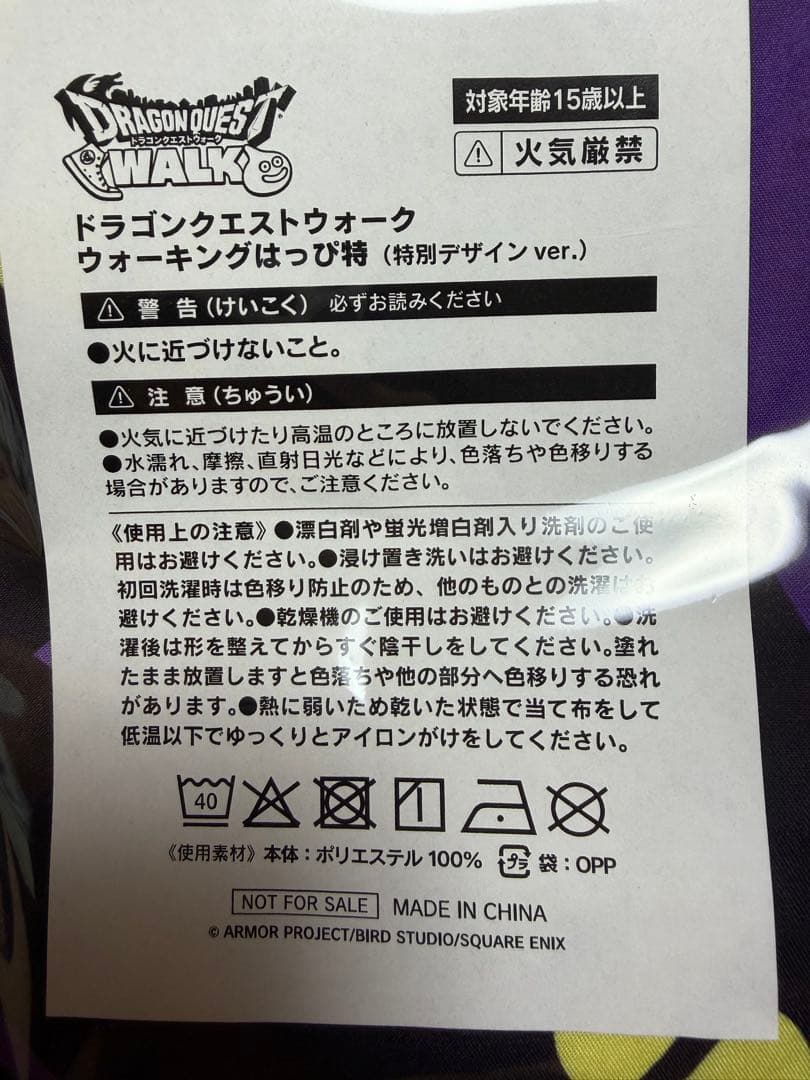 DRAGON QUEST
ドラゴンクエストウォーク
WALK
対象年齢15歳以上
火気厳禁
ドラゴンクエストウォーク
ウォーキングはっぴ特（特別デザインver.）
警 告（けいこく） 必ずお読みください
●火に近づけないこと。
注 意（ちゅうい）
●火気に近づけたり高温のところに放置しないでください。
●水濡れ、摩擦、直射日光などにより、色落ちや色移りする
場合がありますので、ご注意ください。
《使用上の注意》●漂白剤や蛍光増白剤入り洗剤のご使
用はお避けください。●浸け置き洗いはお避けください。
初回洗濯時は色移り防止のため、他のものとの洗濯はお
避けください。●乾燥機のご使用はお避けください。●洗
濯後は形を整えてからすぐ陰干しをしてください。塗れ
たまま放置しますと色落ちや他の部分へ色移りする恐れ
があります。●熱に弱いため乾いた状態で当て布をして
低温以下でゆっくりとアイロンがけをしてください。
40
《使用素材》本体：ポリエステル100% プラ 袋：OPP
NOT FOR SALE MADE IN CHINA
© ARMOR PROJECT/BIRD STUDIO/SQUARE ENIX